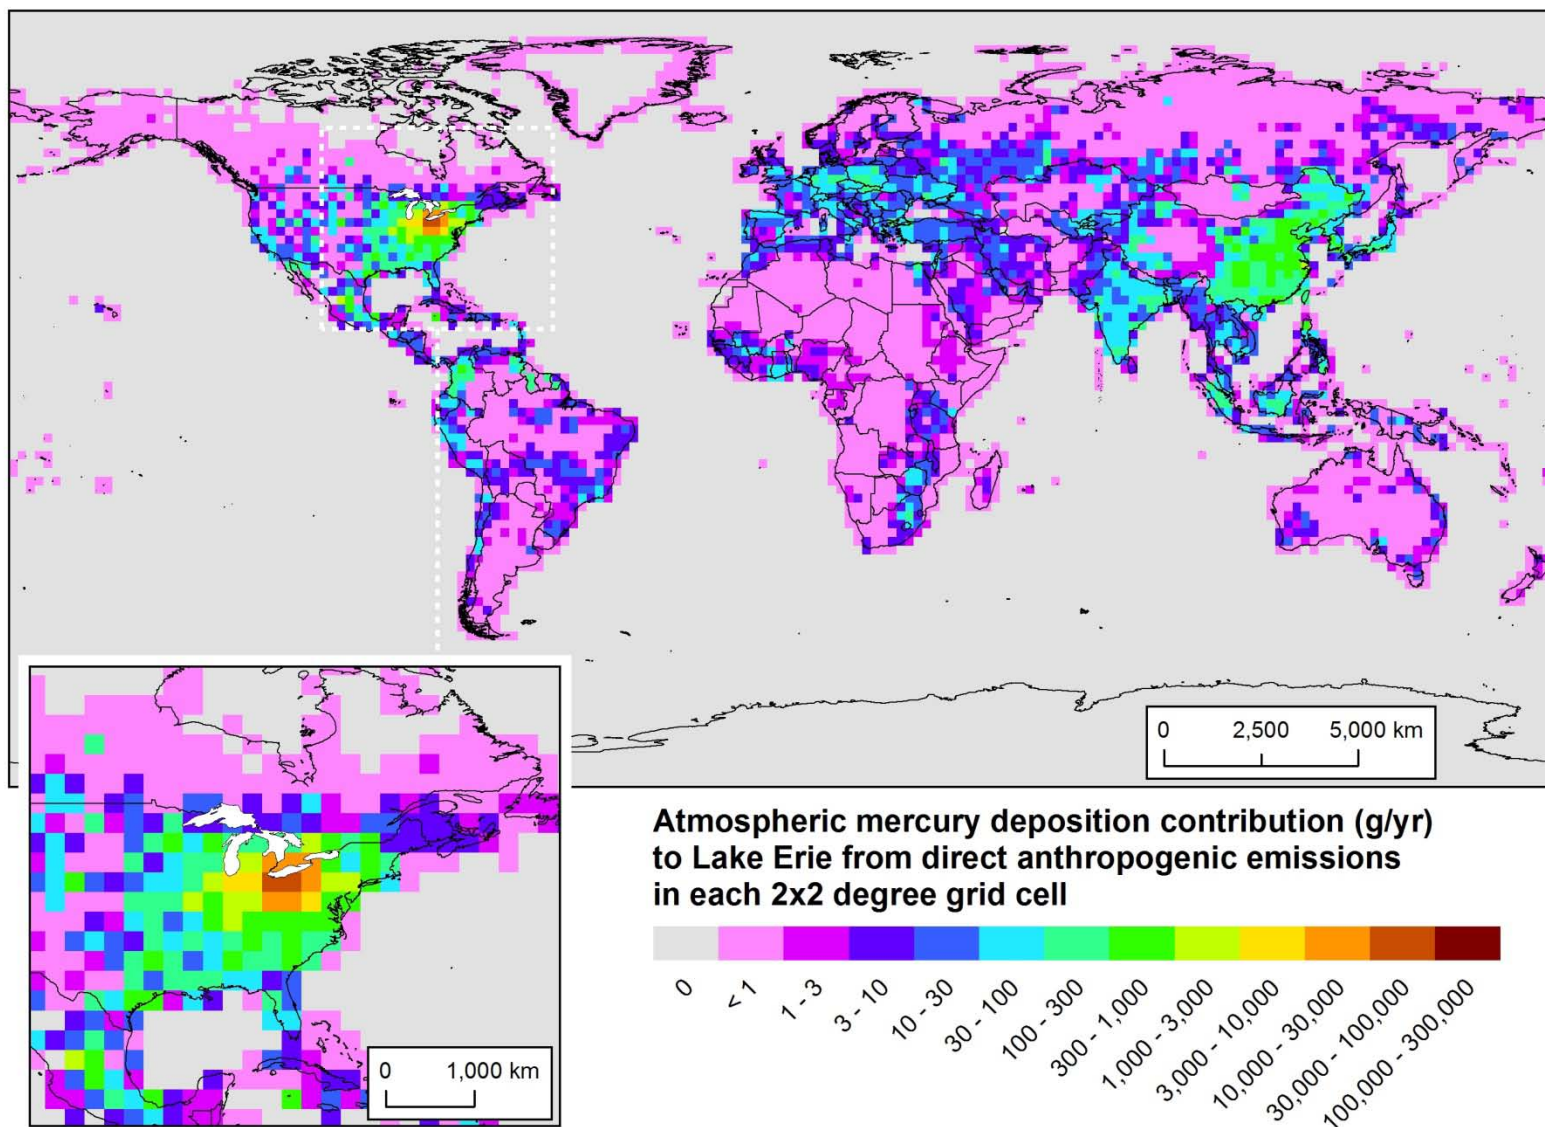 0 2,500 5,000 km
0 1,000 km
Atmospheric mercury deposition contribution (g/yr)
to Lake Erie from direct anthropogenic emissions
in each 2x2 degree grid cell
0
< 1
1 - 3
3 - 10
10 - 30
30 - 100
100 - 300
300 - 1,000
1,000 - 3,000
3,000 - 10,000
10,000 - 30,000
30,000 - 100,000
100,000 - 300,000